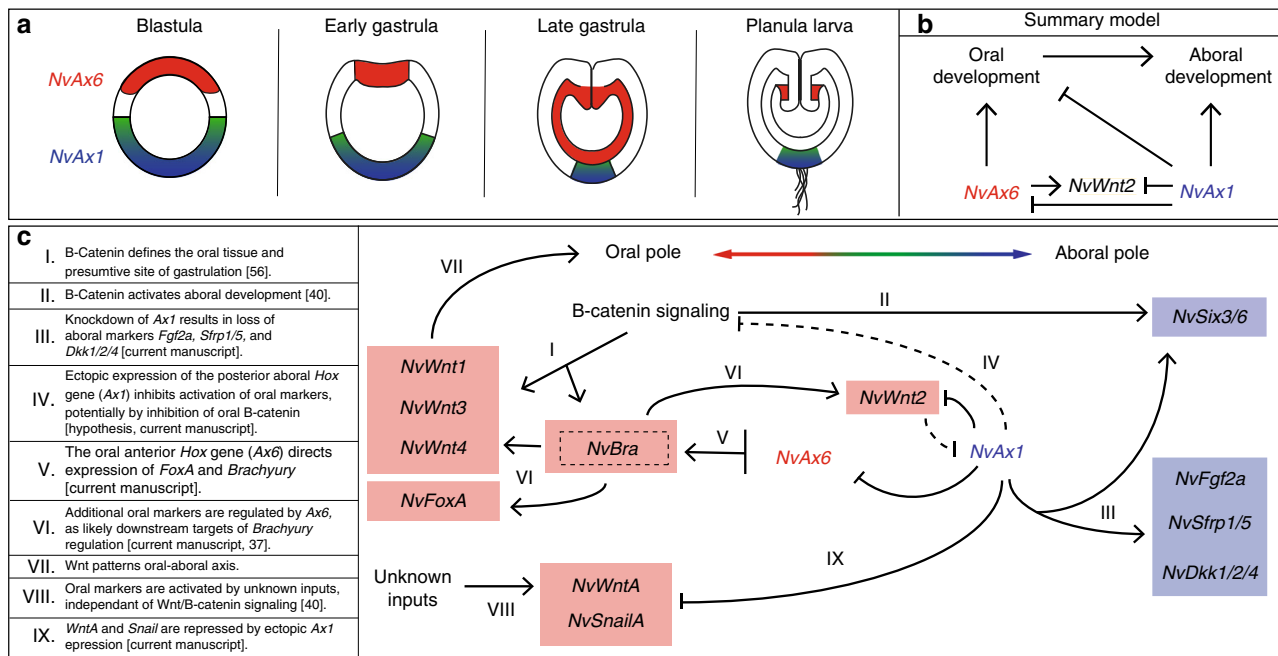 a
Blastula
Early gastrula
Late gastrula
Planula larva
NvAx6
NvAx1
b
Summary model
Oral
development
Aboral
development
NvAx6
NvWnt2
NvAx1
c
I. B-Catenin defines the oral tissue and
presumtive site of gastrulation [56].
II. B-Catenin activates aboral development [40].
III. Knockdown of Ax1 results in loss of
aboral markers Fgf2a, Sfrp1/5, and
Dkk1/2/4 [current manuscript].
IV. Ectopic expression of the posterior aboral Hox
gene (Ax1) inhibits activation of oral markers,
potentially by inhibition of oral B-catenin
[hypothesis, current manuscript].
V. The oral anterior Hox gene (Ax6) directs
expression of FoxA and Brachyury
[current manuscript].
VI. Additional oral markers are regulated by Ax6,
as likely downstream targets of Brachyury
regulation [current manuscript, 37].
VII. Wnt patterns oral-aboral axis.
VIII. Oral markers are activated by unknown inputs,
independant of Wnt/B-catenin signaling [40].
IX. WntA and Snail are repressed by ectopic Ax1
epression [current manuscript].
VII
Oral pole
Aboral pole
B-catenin signaling
II
NvSix3/6
I
IV
NvWnt1
NvWnt3
NvWnt4
VI
NvWnt2
NvBra
V
NvAx6
NvAx1
VI
NvFoxA
III
NvFgf2a
NvSfrp1/5
NvDkk1/2/4
IX
Unknown
inputs
VIII
NvWntA
NvSnailA